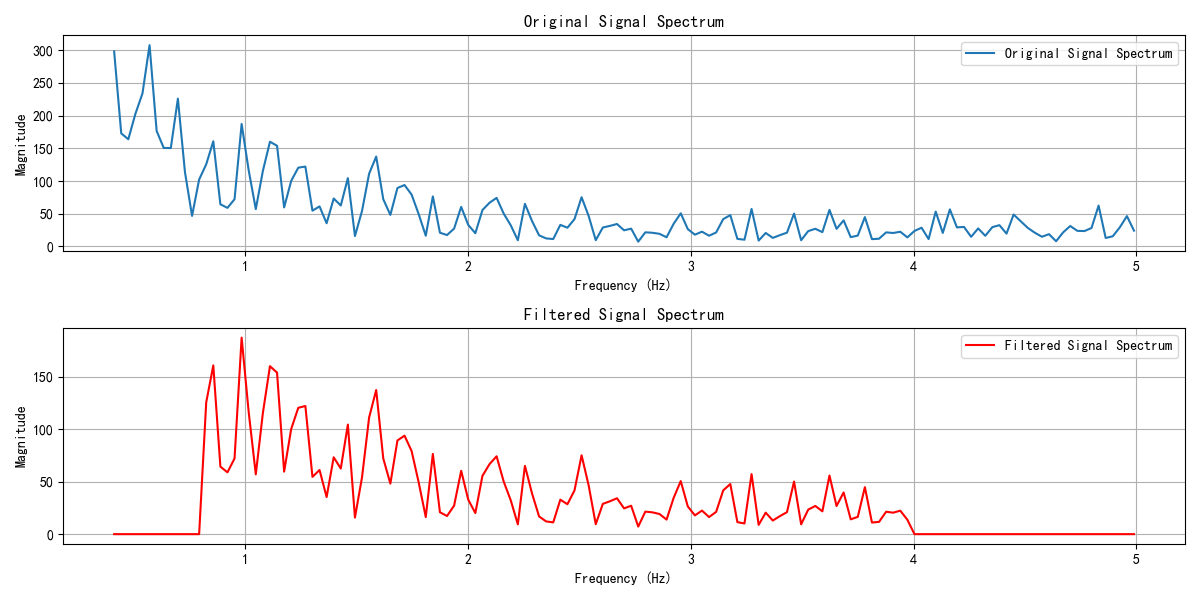 Original Signal Spectrum
Original Signal Spectrum
Magnitude
300
250
200
150
100
50
0
1
2
3
4
5
Frequency (Hz)
Filtered Signal Spectrum
Filtered Signal Spectrum
Magnitude
150
100
50
0
1
2
3
4
5
Frequency (Hz)